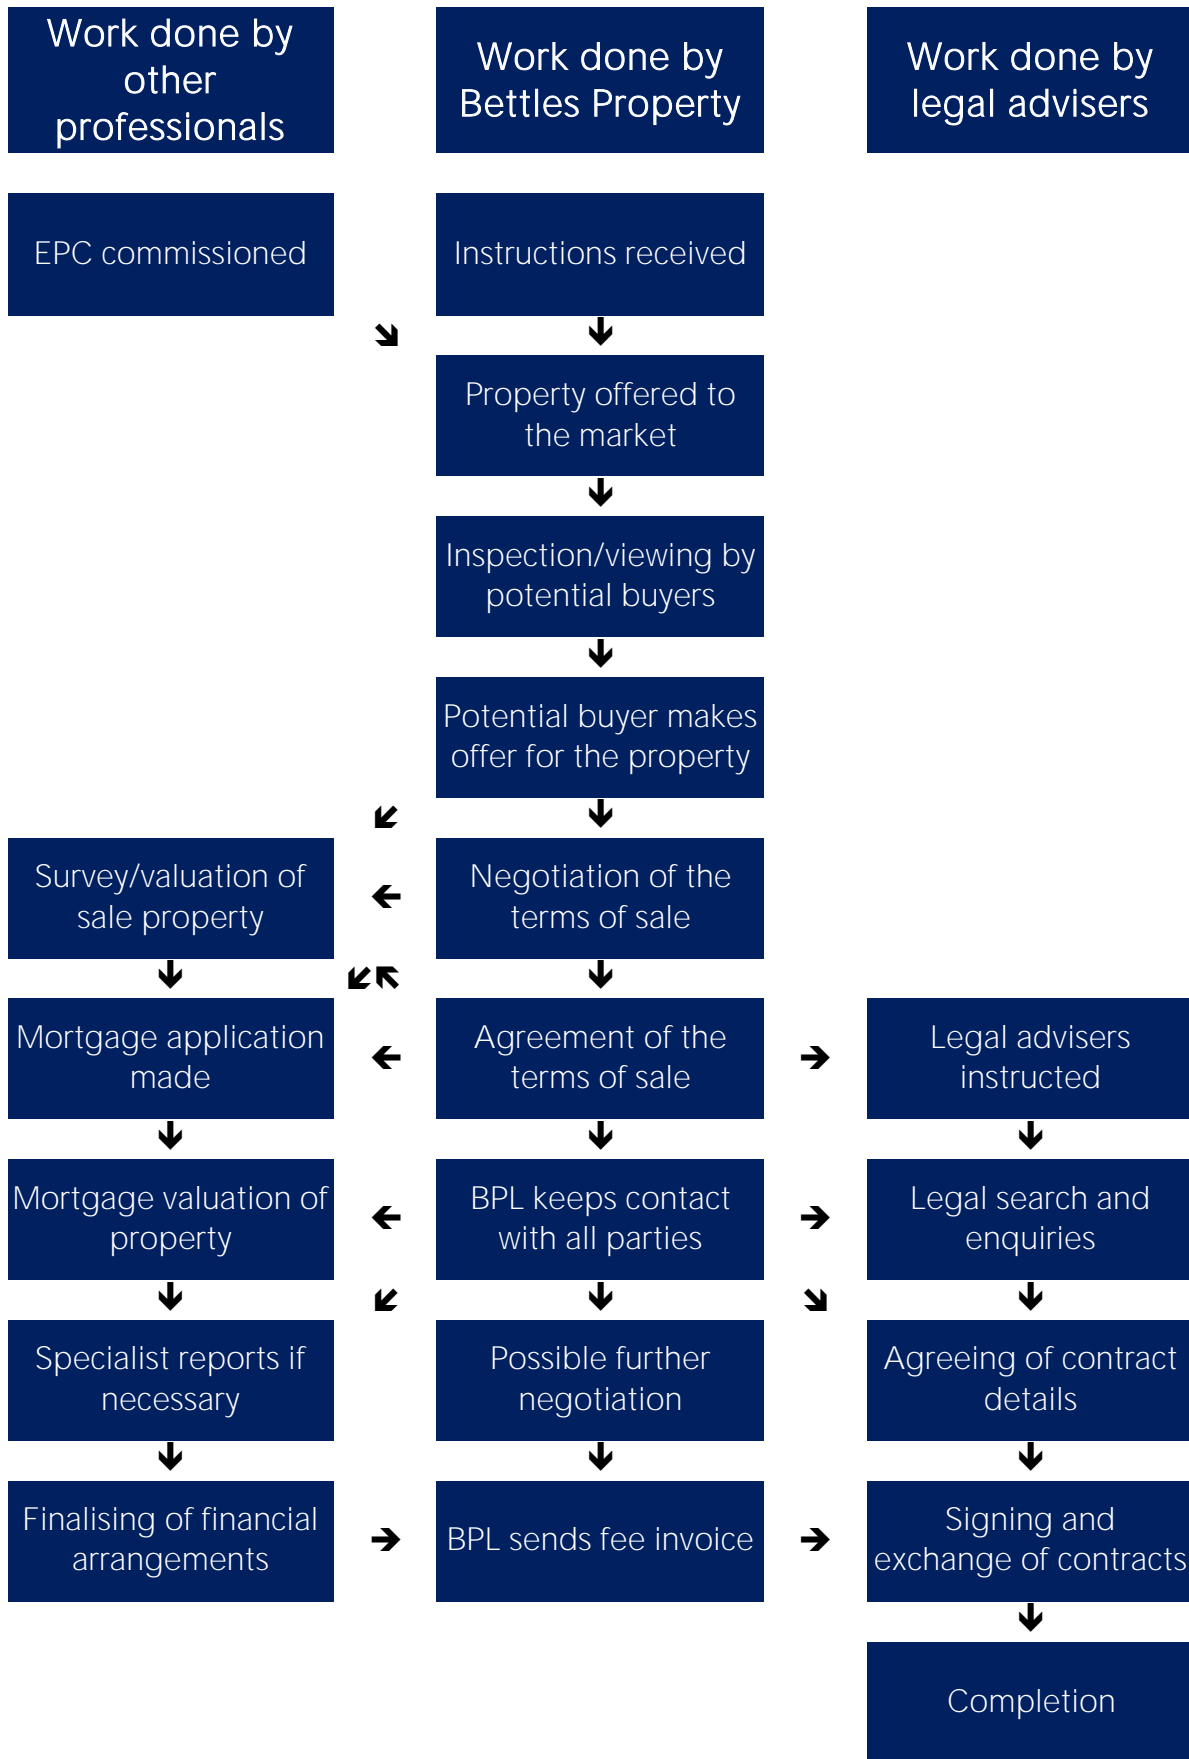 Work done by
other
professionals
Work done by
Bettles Property
Work done by
legal advisers
EPC commissioned
Instructions received
Property offered to
the market
Inspection/viewing by
potential buyers
Potential buyer makes
offer for the property
Survey/valuation of
sale property
Negotiation of the
terms of sale
Mortgage application
made
Agreement of the
terms of sale
Legal advisers
instructed
Mortgage valuation of
property
BPL keeps contact
with all parties
Legal search and
enquiries
Specialist reports if
necessary
Possible further
negotiation
Agreeing of contract
details
Finalising of financial
arrangements
BPL sends fee invoice
Signing and
exchange of contracts
Completion